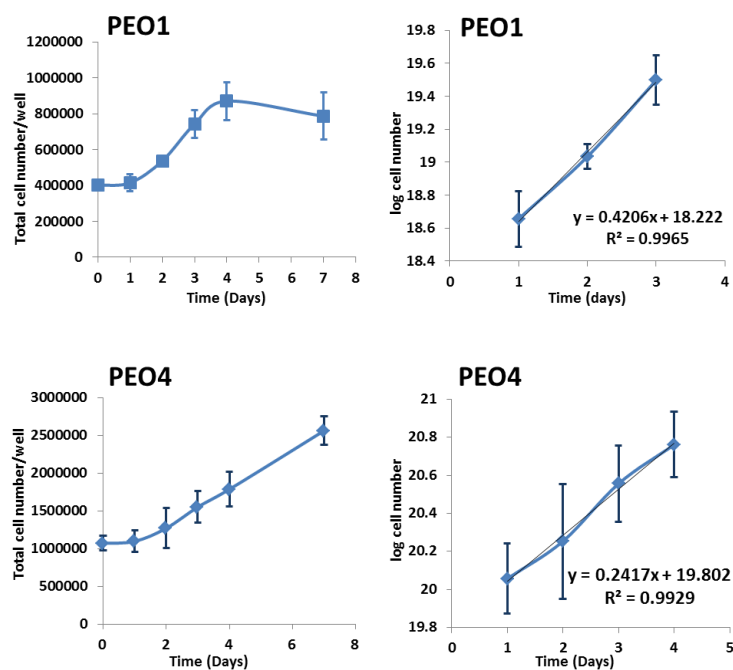 PEO1
Total cell number/well
1200000
1000000
800000
600000
400000
200000
0
0 1 2 3 4 5 6 7 8
Time (Days)
PEO1
log cell number
19.8
19.6
19.4
19.2
19
18.8
18.6
18.4
y = 0.4206x + 18.222
R² = 0.9965
0 1 2 3 4
Time (days)
PEO4
Total cell number/well
3000000
2500000
2000000
1500000
1000000
500000
0
0 2 4 6 8
Time (Days)
PEO4
log cell number
21
20.8
20.6
20.4
20.2
20
19.8
y = 0.2417x + 19.802
R² = 0.9929
0 1 2 3 4 5
Time (Days)